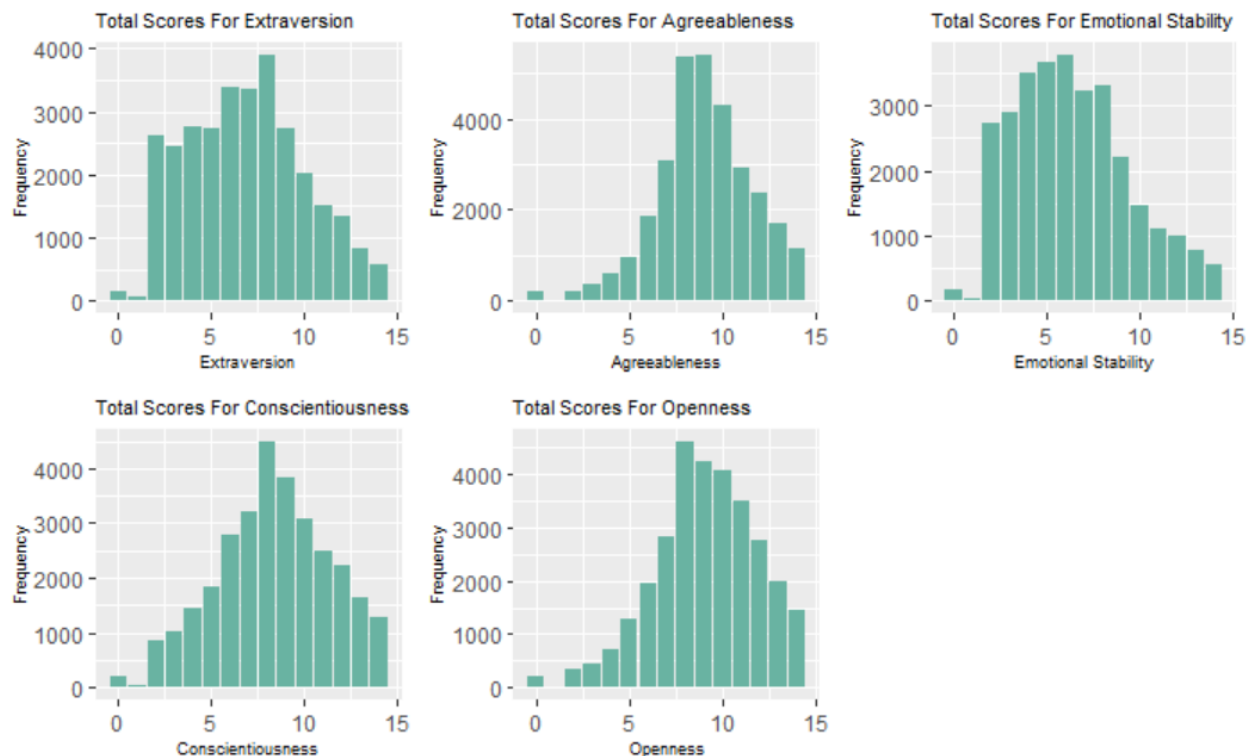 Total Scores For Extraversion
4000
3000
2000
1000
0
Frequency
0 5 10 15
Extraversion
Total Scores For Agreeableness
4000
2000
0
Frequency
0 5 10 15
Agreeableness
Total Scores For Emotional Stability
3000
2000
1000
0
Frequency
0 5 10 15
Emotional Stability
Total Scores For Conscientiousness
4000
3000
2000
1000
0
Frequency
0 5 10 15
Conscientiousness
Total Scores For Openness
4000
3000
2000
1000
0
Frequency
0 5 10 15
Openness